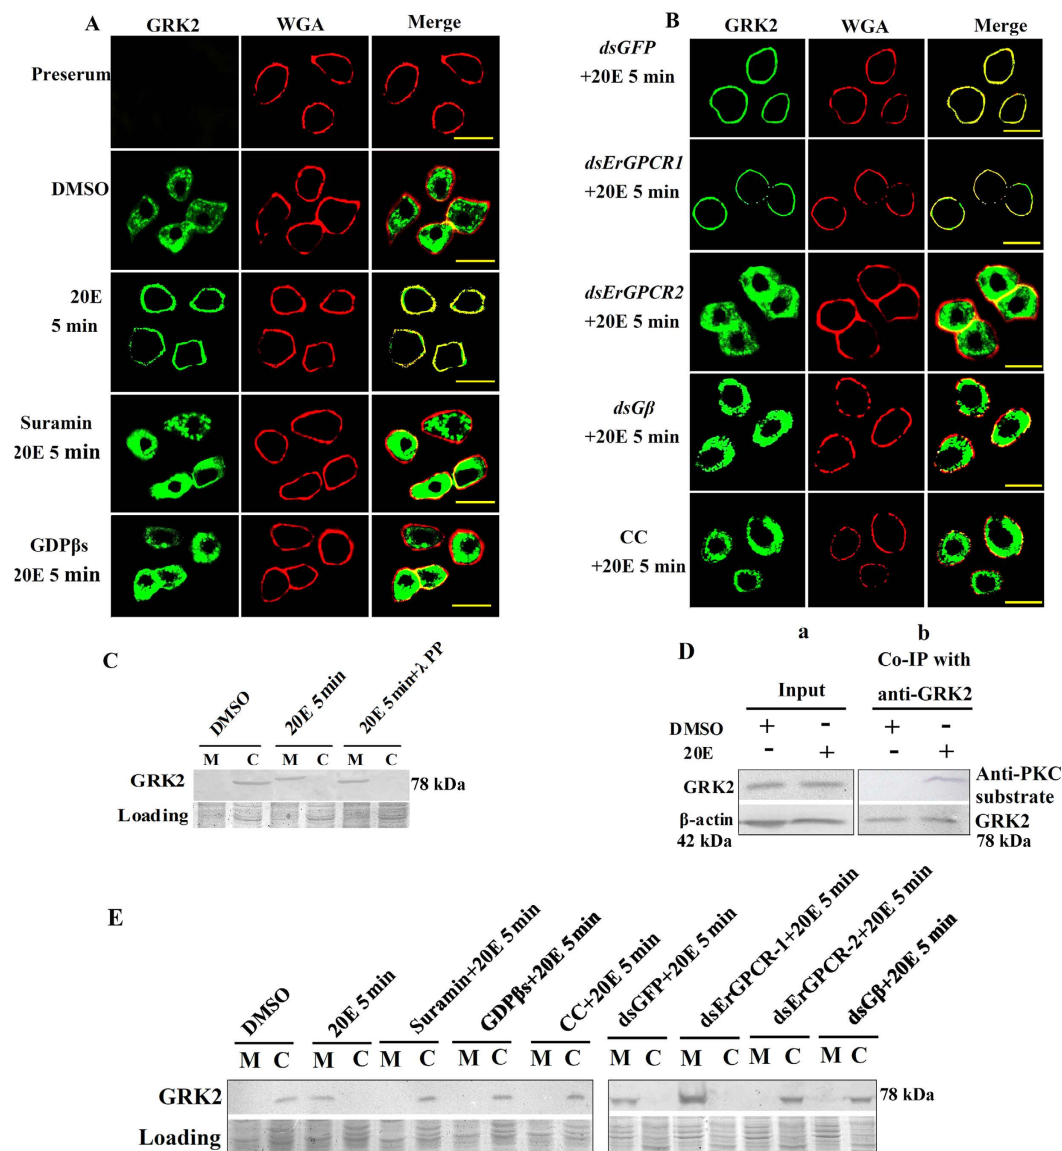 A
GRK2 WGA Merge
Preserum
DMSO
20E
5 min
Suramin
20E 5 min
GDPβs
20E 5 min
B
GRK2 WGA Merge
dsGFP
+20E 5 min
dsErGPCR1
+20E 5 min
dsErGPCR2
+20E 5 min
dsGβ
+20E 5 min
CC
+20E 5 min
C
DMSO 20E 5 min 20E 5 min+λ PP
M C M C M C
GRK2 78 kDa
Loading
D
a b
Co-IP with
Input anti-GRK2
DMSO + - + -
20E - + - +
GRK2 Anti-PKC
substrate
β-actin GRK2
42 kDa 78 kDa
E
DMSO 20E 5 min Suramin+20E 5 min GDPβs+20E 5 min CC+20E 5 min dsGFP+20E 5 min dsErGPCR-1+20E 5 min dsErGPCR-2+20E 5 min dsGβ+20E 5 min
M C M C M C M C M C M C M C M C M C
GRK2 78 kDa
Loading